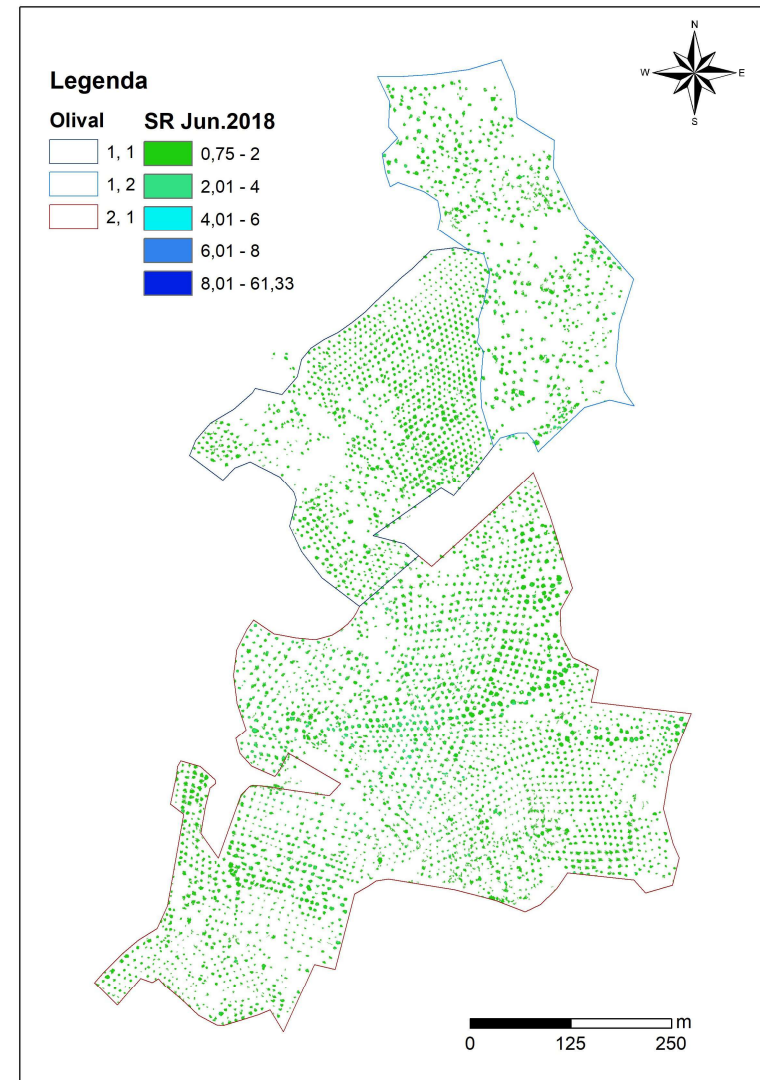 N
W E
S
Legenda
Olival SR Jun.2018
1, 1 0,75 - 2
1, 2 2,01 - 4
2, 1 4,01 - 6
6,01 - 8
8,01 - 61,33
m
0 125 250